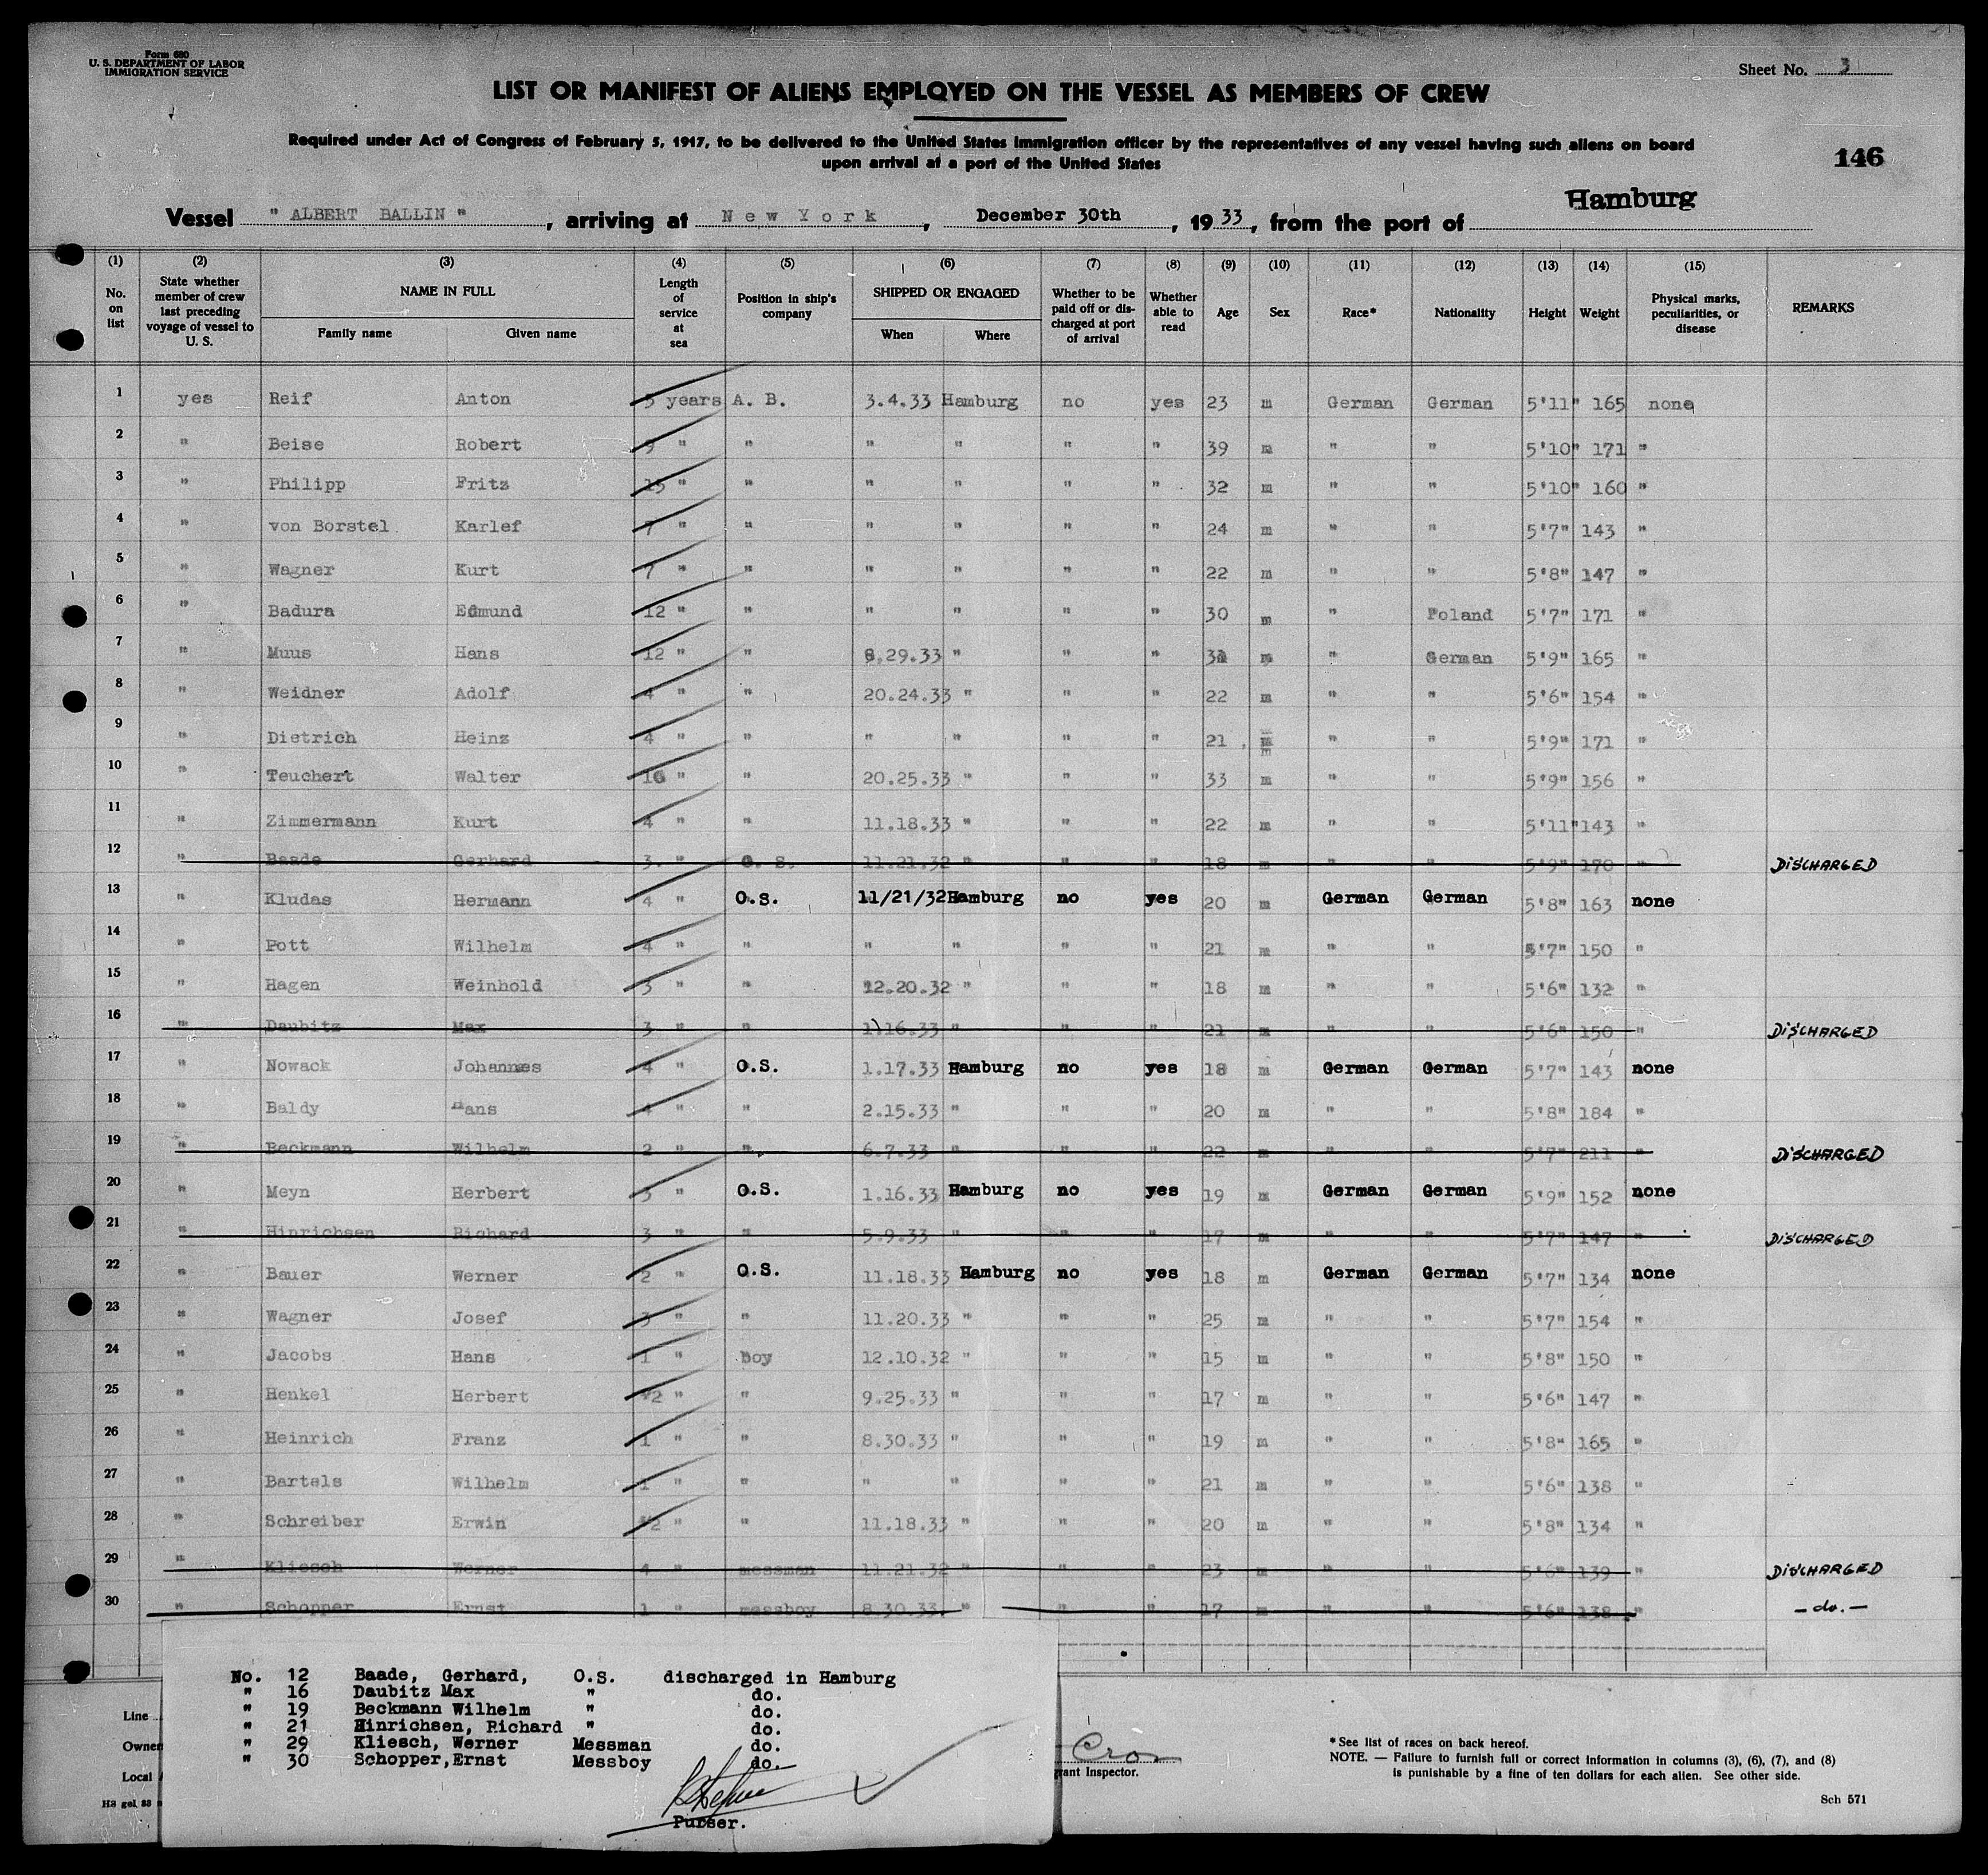 Form 680
U. S. DEPARTMENT OF LABOR
IMMIGRATION SERVICE
Sheet No. 3
LIST OR MANIFEST OF ALIENS EMPLOYED ON THE VESSEL AS MEMBERS OF CREW
Required under Act of Congress of February 5, 1917, to be delivered to the United States immigration officer by the representatives of any vessel having such aliens on board
upon arrival at a port of the United States
146
Vessel "ALBERT BALLIN", arriving at New York, December 30th, 1933, from the port of Hamburg
(1) (2) (3) (4) (5) (6) (7) (8) (9) (10) (11) (12) (13) (14) (15)
No. on list State whether member of crew last preceding voyage of vessel to U. S. NAME IN FULL Family name Given name Length of service at sea Position in ship's company SHIPPED OR ENGAGED When Where Whether to be paid off or discharged at port of arrival Whether able to read Age Sex Race* Nationality Height Weight Physical marks, peculiarities, or disease REMARKS
1 yes Reif Anton 5 years A. B. 3.4.33 Hamburg no yes 23 m German German 5'11" 165 none
2 " Beise Robert 9 " " " " " " 39 m " " 5'10" 171 "
3 " Philipp Fritz 15 " " " " " " 32 m " " 5'10" 160 "
4 " von Borstel Karlef 7 " " " " " " 24 m " " 5'7" 143 "
5 " Wagner Kurt 7 " " " " " " 22 m " " 5'8" 147 "
6 " Badura Edmund 12 " " " " " " 30 m " Poland 5'7" 171 "
7 " Muus Hans 12 " " 8.29.33 " " " m " German 5'9" 165 "
8 " Weidner Adolf 4 " " 20.24.33 " " " 22 m " " 5'6" 154 "
9 " Dietrich Heinz 4 " " " " " " 21 m " " 5'9" 171 "
10 " Teuchert Walter 16 " " 20.25.33 " " " 33 m " " 5'9" 156 "
11 " Zimmermann Kurt 4 " " 11.18.33 " " " 22 m " " 5'11" 143 "
12 " Baade Gerhard 3. " O. S. 11.21.32 " " " 18 m " " 5'9" 170 " DISCHARGED
13 " Kludas Hermann 4 " O.S. 11/21/32 Hamburg no yes 20 m German German 5'8" 163 none
14 " Pott Wilhelm 4 " " " " " " 21 m " " 5'7" 150 "
15 " Hagen Weinhold 3 " " 12.20.32 " " " 18 m " " 5'6" 132 "
16 " Daubitz Max 3 " " 1.16.33 " " " 21 m " " 5'6" 150 " DISCHARGED
17 " Nowack Johannes 4 " O.S. 1.17.33 Hamburg no yes 18 m German German 5'7" 143 none
18 " Baldy Hans 4 " " 2.15.33 " " " 20 m " " 5'8" 184 "
19 " Beckmann Wilhelm 2 " " 6.7.33 " " " 22 m " " 5'7" 211 " DISCHARGED
20 " Meyn Herbert 3 " O.S. 1.16.33 Hamburg no yes 19 m German German 5'9" 152 none
21 " Hinrichsen Richard 3 " 5.9.33 " " " 17 m " " 5'7" 147 " DISCHARGED
22 " Bauer Werner 2 " O.S. 11.18.33 Hamburg no yes 18 m German German 5'7" 134 none
23 " Wagner Josef 3 " " 11.20.33 " " " 25 m " " 5'7" 154 "
24 " Jacobs Hans 1 " boy 12.10.32 " " " 15 m " " 5'8" 150 "
25 " Henkel Herbert " " 9.25.33 " " " 17 m " " 5'6" 147 "
26 " Heinrich Franz 1 " " 8.30.33 " " " 19 m " " 5'8" 165 "
27 " Bartels Wilhelm 1 " " " " " " 21 m " " 5'6" 138 "
28 " Schreiber Erwin " " 11.18.33 " " " 20 m " " 5'8" 134 "
29 " Kliesch Werner 4 " messman 11.21.32 " " " 23 m " " 5'6" 139 " DISCHARGED
30 " Schopper Ernst 1 " messboy 8.30.33. " " " 17 m " " 5'6" 138 " - do. -
No. 12 Baade, Gerhard, O.S. discharged in Hamburg
" 16 Daubitz Max " do.
" 19 Beckmann Wilhelm " do.
" 21 Hinrichsen, Richard " do.
" 29 Kliesch, Werner Messman do.
" 30 Schopper,Ernst Messboy do.
Purser.
Line
Owner
Local
rant Inspector.
* See list of races on back hereof.
NOTE. — Failure to furnish full or correct information in columns (3), (6), (7), and (8)
is punishable by a fine of ten dollars for each alien. See other side.
Sch 571